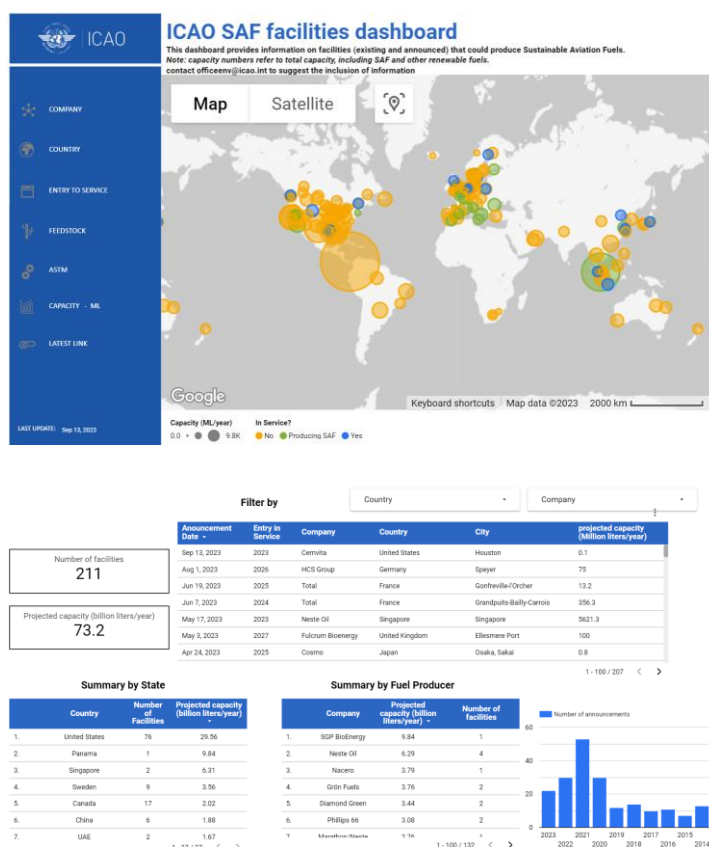 ICAO
ICAO SAF facilities dashboard
This dashboard provides information on facilities (existing and announced) that could produce Sustainable Aviation Fuels.
Note: capacity numbers refer to total capacity, including SAF and other renewable fuels.
contact officeenv@icao.int to suggest the inclusion of information
COMPANY
COUNTRY
ENTRY TO SERVICE
FEEDSTOCK
ASTM
CAPACITY - ML
LATEST LINK
LAST UPDATE: Sep 13, 2023
Map Satellite
Google
Keyboard shortcuts Map data ©2023 2000 km
Capacity (ML/year) In Service?
0.0 9.8K No Producing SAF Yes
Filter by Country Company
Number of facilities
211
Projected capacity (billion liters/year)
73.2
Anouncement Date Entry in Service Company Country City projected capacity (Million liters/year)
Sep 13, 2023 2023 Cemvita United States Houston 0.1
Aug 1, 2023 2026 HCS Group Germany Speyer 75
Jun 19, 2023 2025 Total France Gonfreville-l'Orcher 13.2
Jun 7, 2023 2024 Total France Grandpuits-Bailly-Carrois 356.3
May 17, 2023 2023 Neste Oil Singapore Singapore 5621.3
May 3, 2023 2027 Fulcrum Bioenergy United Kingdom Ellesmere Port 100
Apr 24, 2023 2025 Cosmo Japan Osaka, Sakai 0.8
1 - 100 / 207
Summary by State
Country Number of Facilities Projected capacity (billion liters/year)
1. United States 76 29.56
2. Panama 1 9.84
3. Singapore 2 6.31
4. Sweden 9 3.56
5. Canada 17 2.02
6. China 6 1.88
7. UAE 2 1.67
Summary by Fuel Producer
Company Projected capacity (billion liters/year) Number of facilities
1. SGP BioEnergy 9.84 1
2. Neste Oil 6.29 4
3. Nacero 3.79 1
4. Grön Fuels 3.76 2
5. Diamond Green 3.44 2
6. Phillips 66 3.08 2
7. Marathon/Neste 2.76 1
1 - 100 / 132
Number of announcements
60
40
20
0
2023 2021 2019 2017 2015
2022 2020 2018 2016 2014